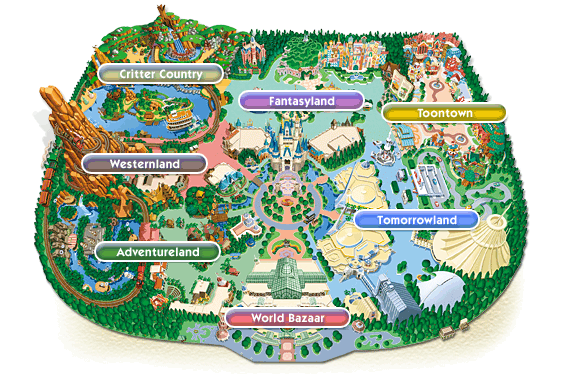 Critter Country
Fantasyland
Toontown
Westernland
Tomorrowland
Adventureland
World Bazaar